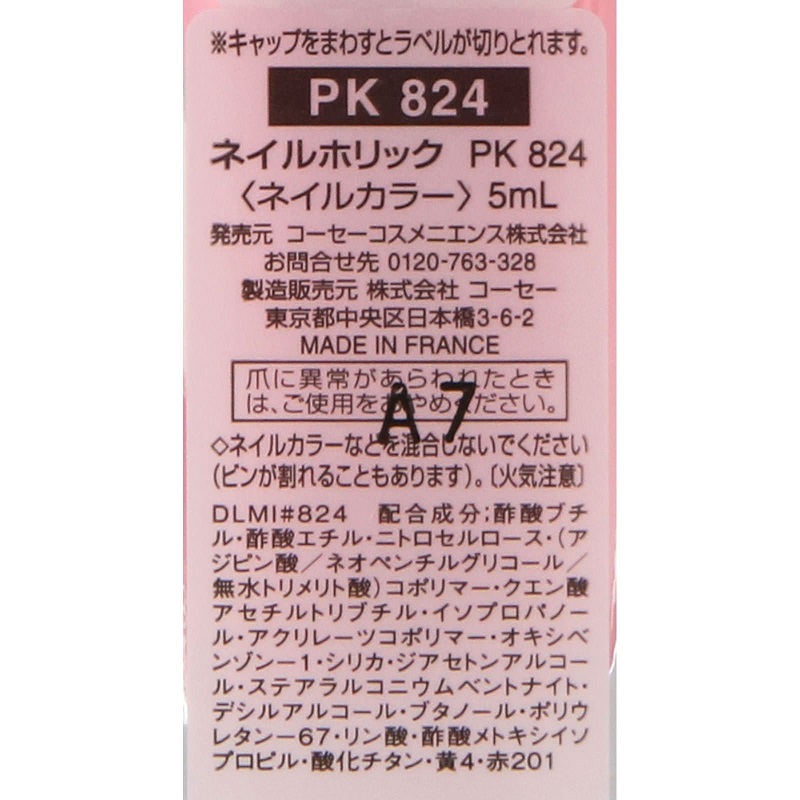 ※キャップをまわすとラベルが切りとれます。
PK 824
ネイルホリック PK 824
〈ネイルカラー〉5mL
発売元 コーセーコスメニエンス株式会社
お問合せ先 0120-763-328
製造販売元 株式会社 コーセー
東京都中央区日本橋3-6-2
MADE IN FRANCE
爪に異常があらわれたとき
は、ご使用をおやめください。
A7
◇ネイルカラーなどを混合しないでください
(ビンが割れることもあります)。〔火気注意〕
DLMI#824 配合成分;酢酸ブチ
ル・酢酸エチル・ニトロセルロース・(ア
ジピン酸/ネオペンチルグリコール/
無水トリメリト酸)コポリマー・クエン酸
アセチルトリブチル・イソプロパノー
ル・アクリレーツコポリマー・オキシベ
ンゾン-1・シリカ・ジアセトンアルコー
ル・ステアラルコニウムベントナイト・
デシルアルコール・ブタノール・ポリウ
レタン-67・リン酸・酢酸メトキシイソ
プロピル・酸化チタン・黄4・赤201